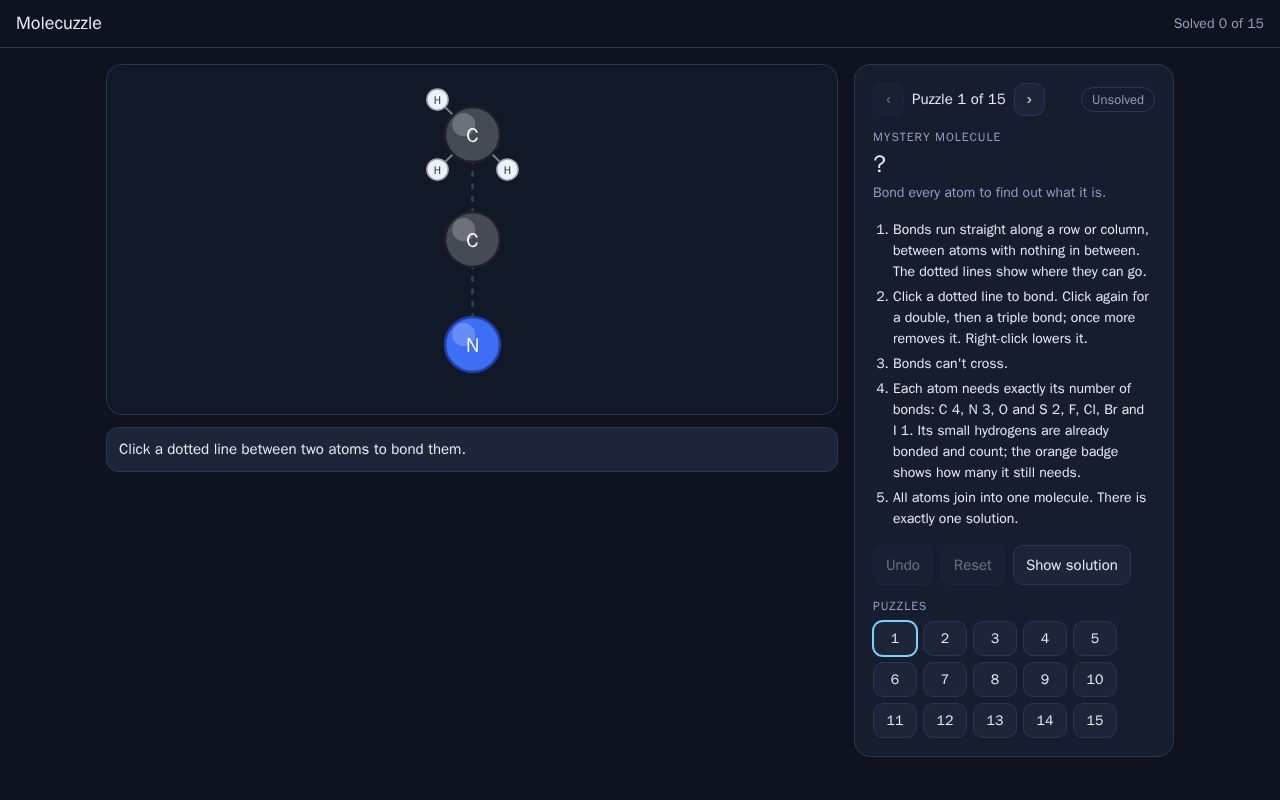 Molecuzzle
Solved 0 of 15
H
C
H
H
C
N
Click a dotted line between two atoms to bond them.
‹
Puzzle 1 of 15
›
Unsolved
MYSTERY MOLECULE
?
Bond every atom to find out what it is.
1. Bonds run straight along a row or column,
between atoms with nothing in between.
The dotted lines show where they can go.
2. Click a dotted line to bond. Click again for
a double, then a triple bond; once more
removes it. Right-click lowers it.
3. Bonds can't cross.
4. Each atom needs exactly its number of
bonds: C 4, N 3, O and S 2, F, Cl, Br and
I 1. Its small hydrogens are already
bonded and count; the orange badge
shows how many it still needs.
5. All atoms join into one molecule. There is
exactly one solution.
Undo
Reset
Show solution
PUZZLES
1 2 3 4 5
6 7 8 9 10
11 12 13 14 15